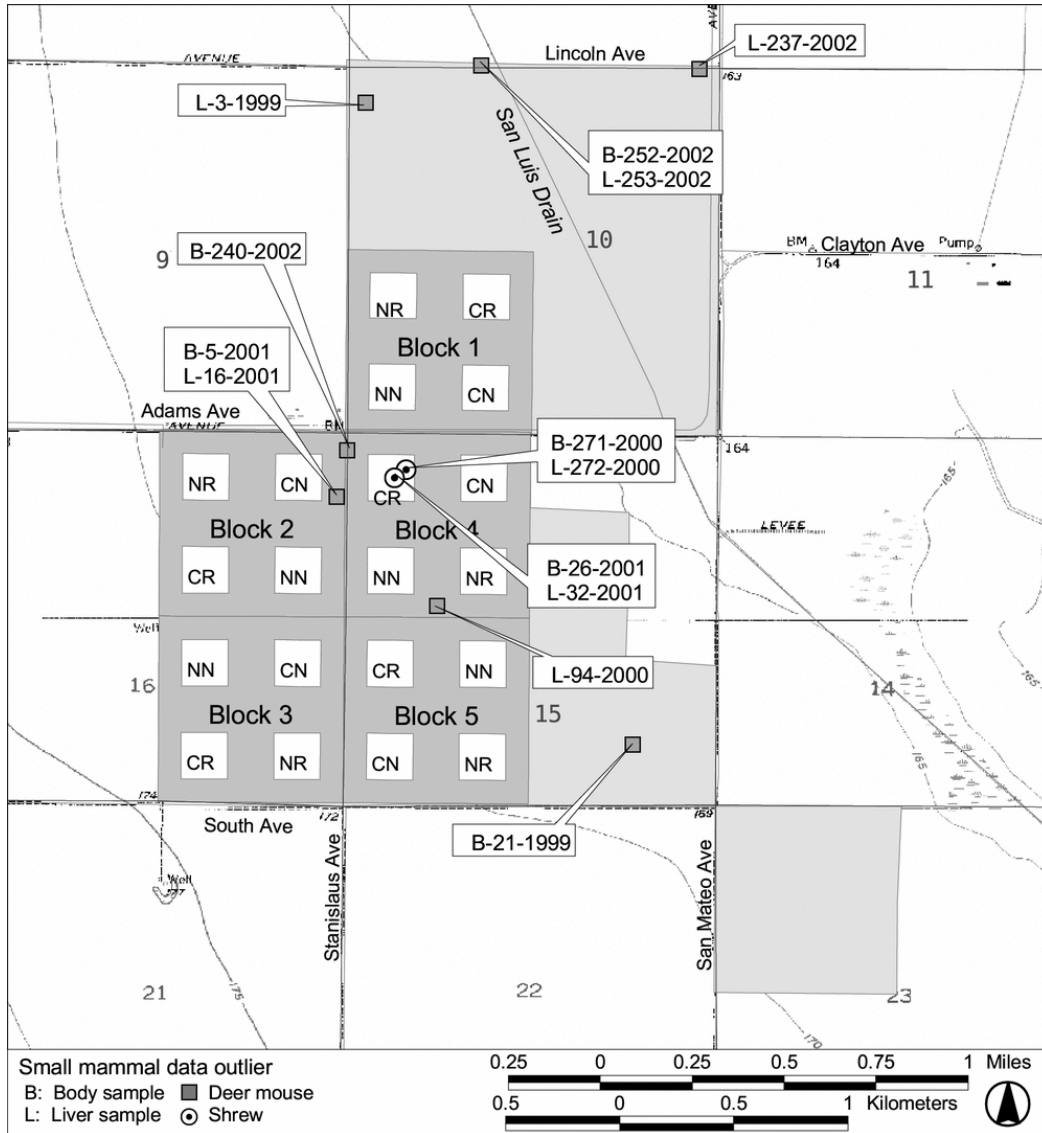 AVE
AVENUE
Lincoln Ave
L-237-2002
163
L-3-1999
San Luis Drain
B-252-2002
L-253-2002
10
9
B-240-2002
BM
Clayton Ave
Pump
164
11
NR
CR
Block 1
B-5-2001
L-16-2001
NN
CN
Adams Ave
AVENUE
BM
B-271-2000
L-272-2000
164
165
NR
CN
CR
CN
LEVEE
Block 2
Block 4
B-26-2001
L-32-2001
CR
NN
NN
NR
Well
L-94-2000
NN
CN
CR
NN
16
14
165
165
Block 3
Block 5
15
CR
NR
CN
NR
174
172
169
South Ave
B-21-1999
Well
177
Stanislaus Ave
San Mateo Ave
21
175
22
23
170
Small mammal data outlier
B: Body sample
Deer mouse
L: Liver sample
Shrew
0.25 0 0.25 0.5 0.75 1 Miles
0.5 0 0.5 1 Kilometers